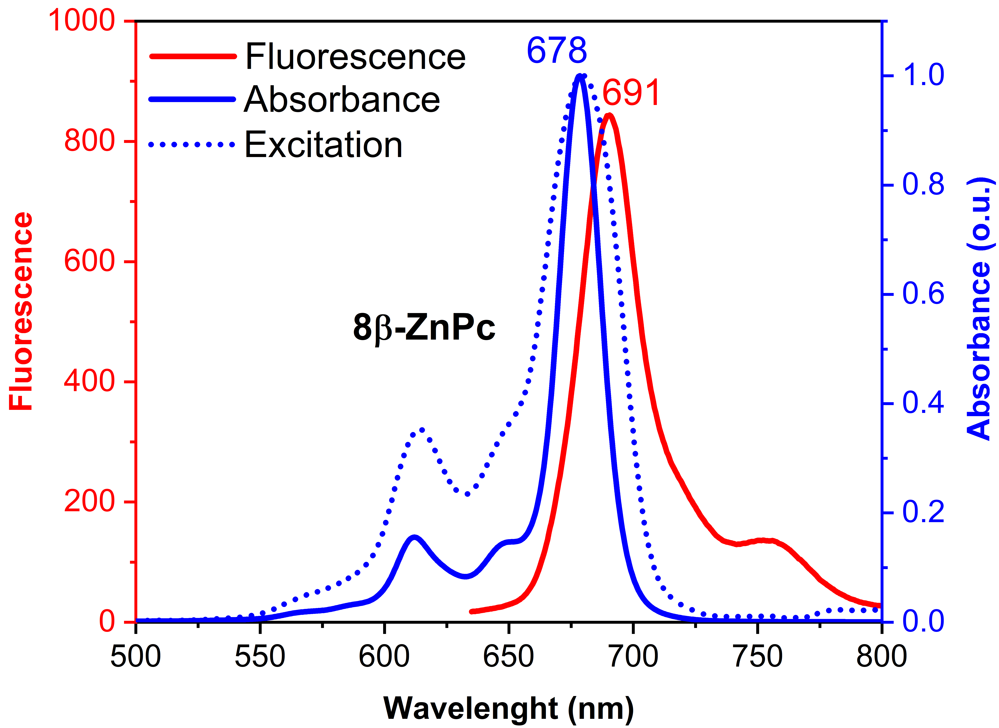 1000
800
600
400
200
0
Fluorescence
Fluorescence
Absorbance
Excitation
678
691
8β-ZnPc
1.0
0.8
0.6
0.4
0.2
0.0
Absorbance (o.u.)
500 550 600 650 700 750 800
Wavelenght (nm)